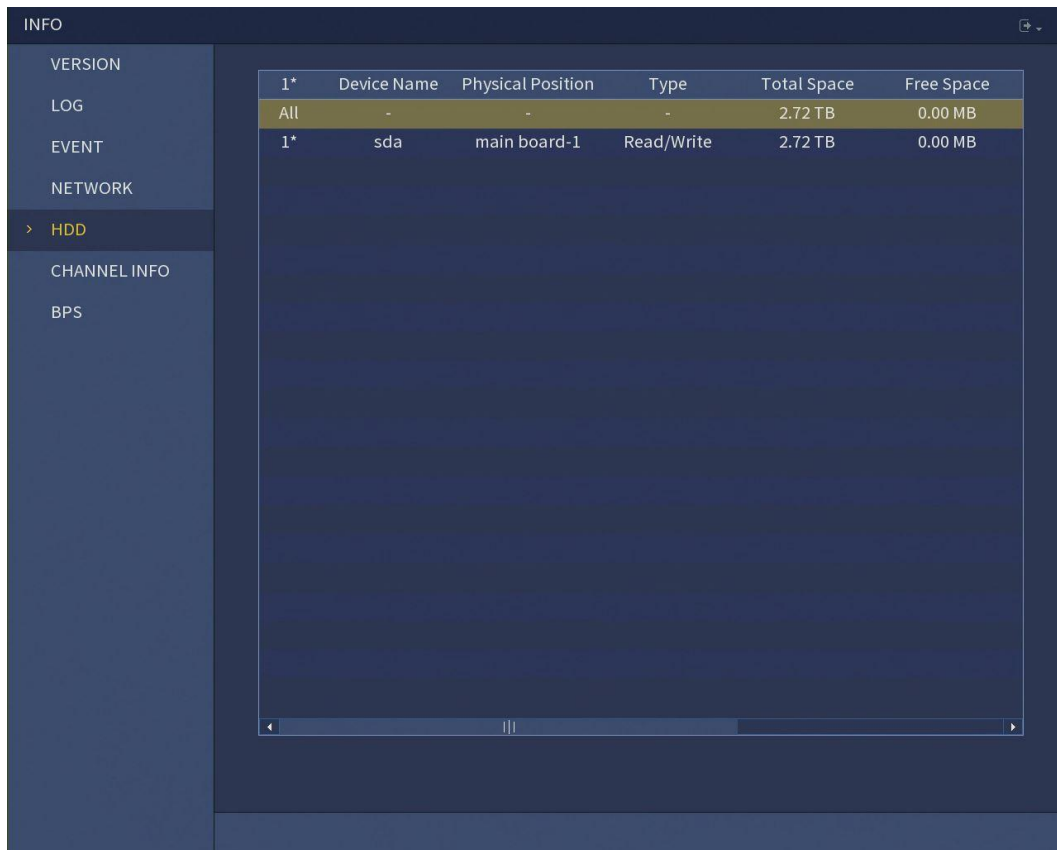 INFO
VERSION
LOG
EVENT
NETWORK
> HDD
CHANNEL INFO
BPS
1* Device Name Physical Position Type Total Space Free Space
All - - - 2.72 TB 0.00 MB
1* sda main board-1 Read/Write 2.72 TB 0.00 MB